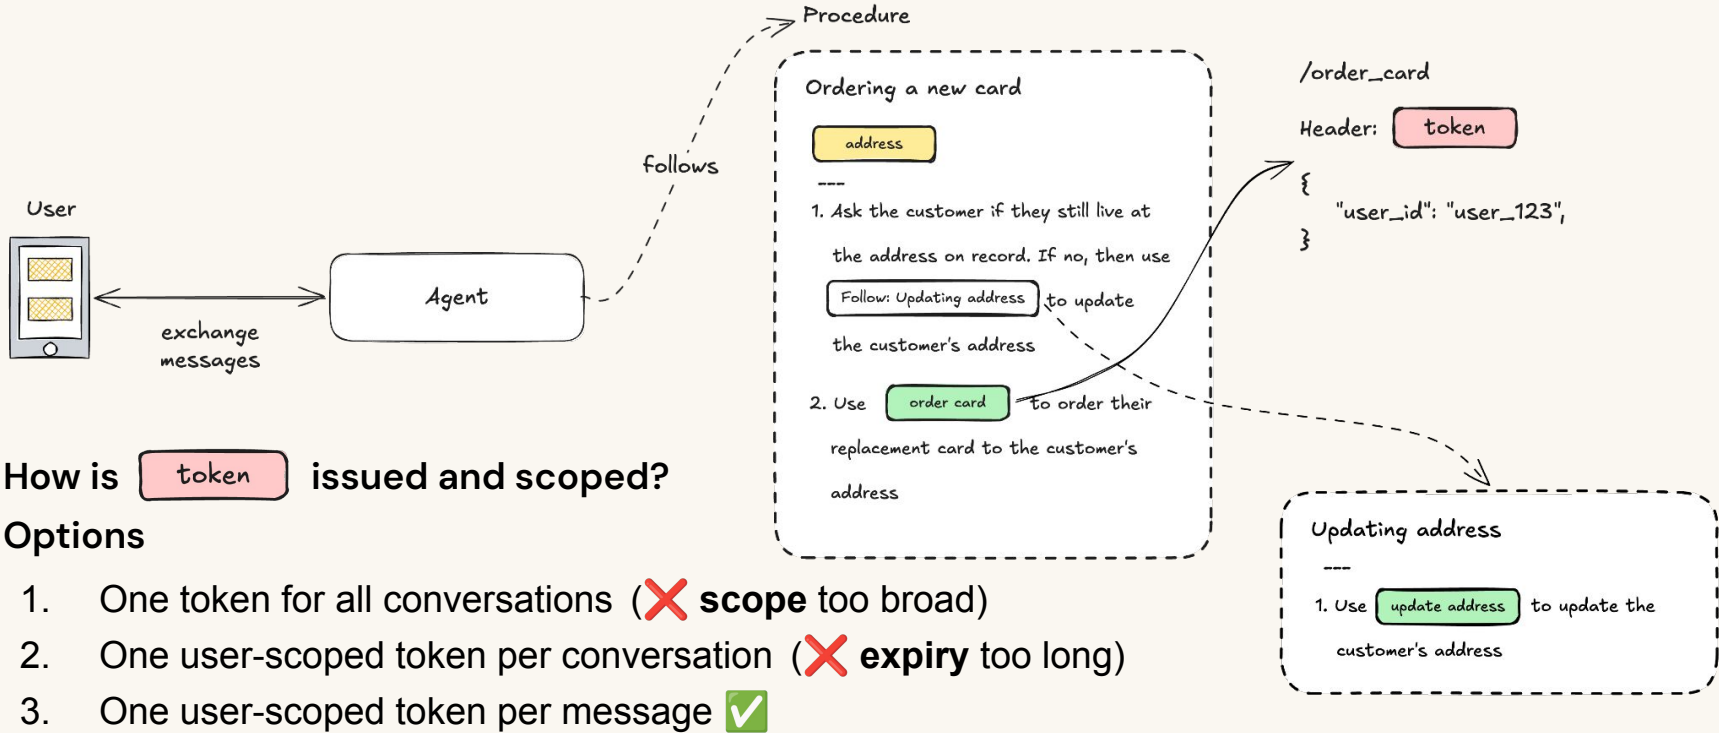 Procedure
Ordering a new card
address
---
1. Ask the customer if they still live at
the address on record. If no, then use
Follow: Updating address to update
the customer's address
2. Use order card to order their
replacement card to the customer's
address
/order_card
Header: token
{
"user_id": "user_123",
}
follows
User
Agent
exchange
messages
Updating address
---
1. Use update address to update the
customer's address
How is token issued and scoped?
Options
1. One token for all conversations (❌ scope too broad)
2. One user-scoped token per conversation (❌ expiry too long)
3. One user-scoped token per message ✅